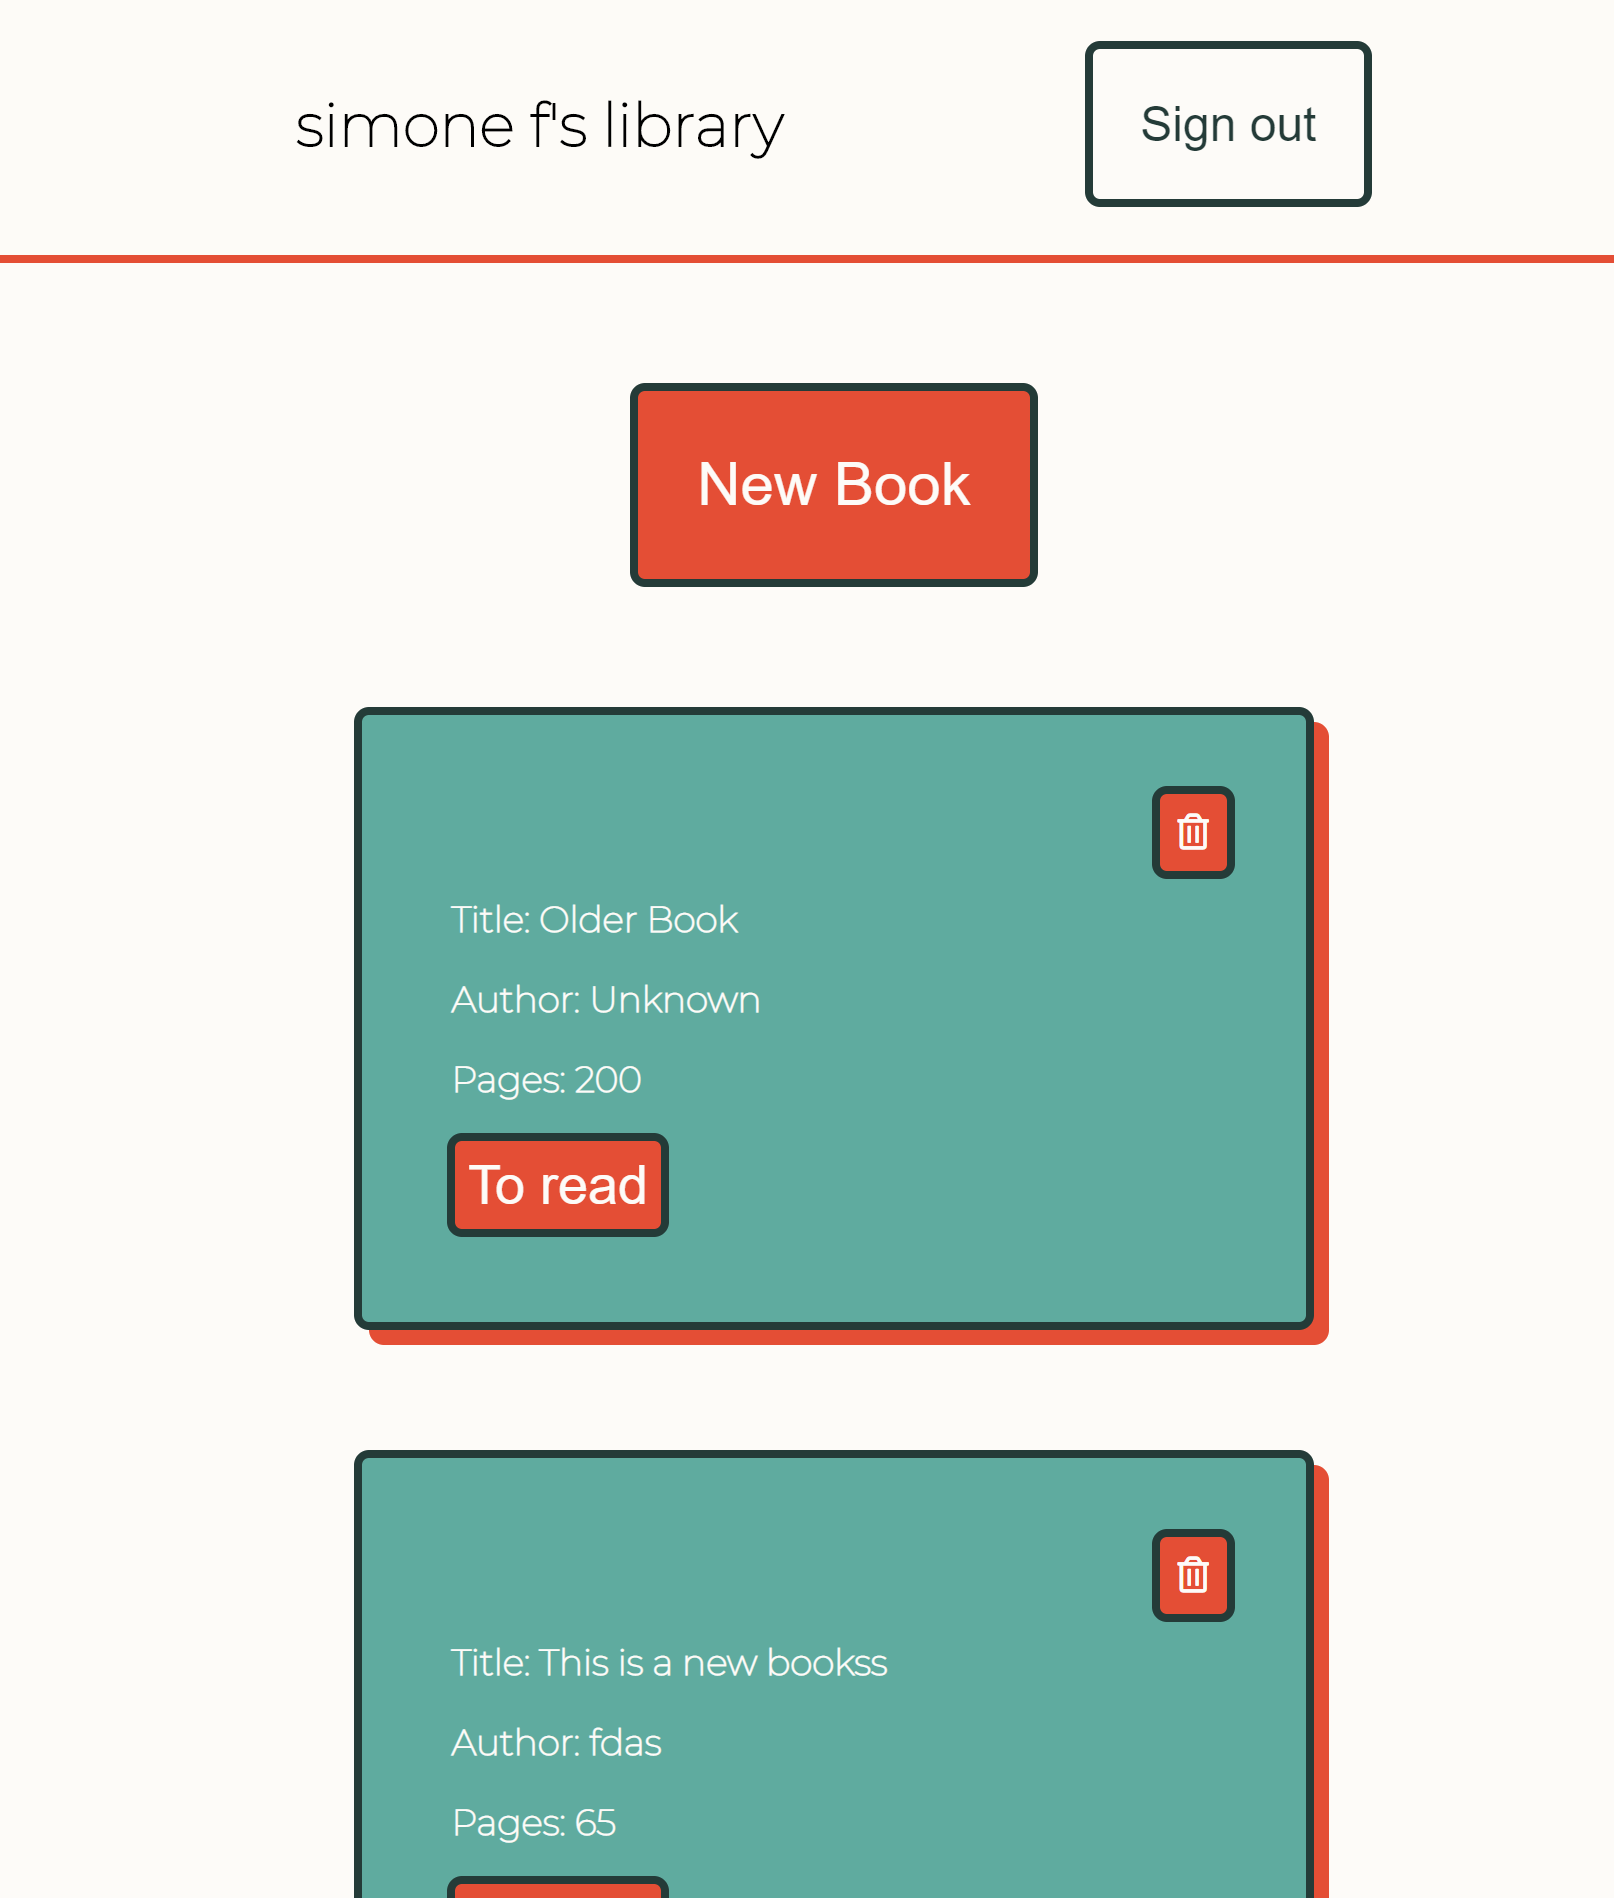 simone f's library
Sign out
New Book
Title: Older Book
Author: Unknown
Pages: 200
To read
Title: This is a new bookss
Author: fdas
Pages: 65